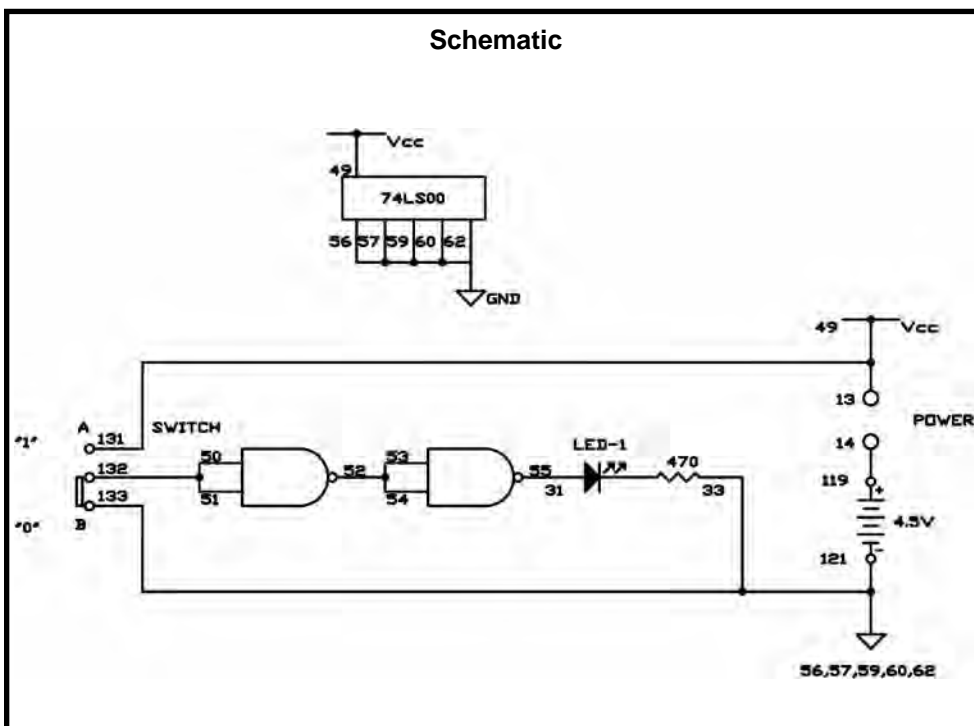 Schematic
Vcc
49
74LS00
56 57 59 60 62
GND
49 Vcc
13
POWER
14
A
131 SWITCH
"1"
132
133
"0"
B
50
51
52
53
54
55
LED-1
31
470
33
119
+
4.5V
-
121
56,57,59,60,62